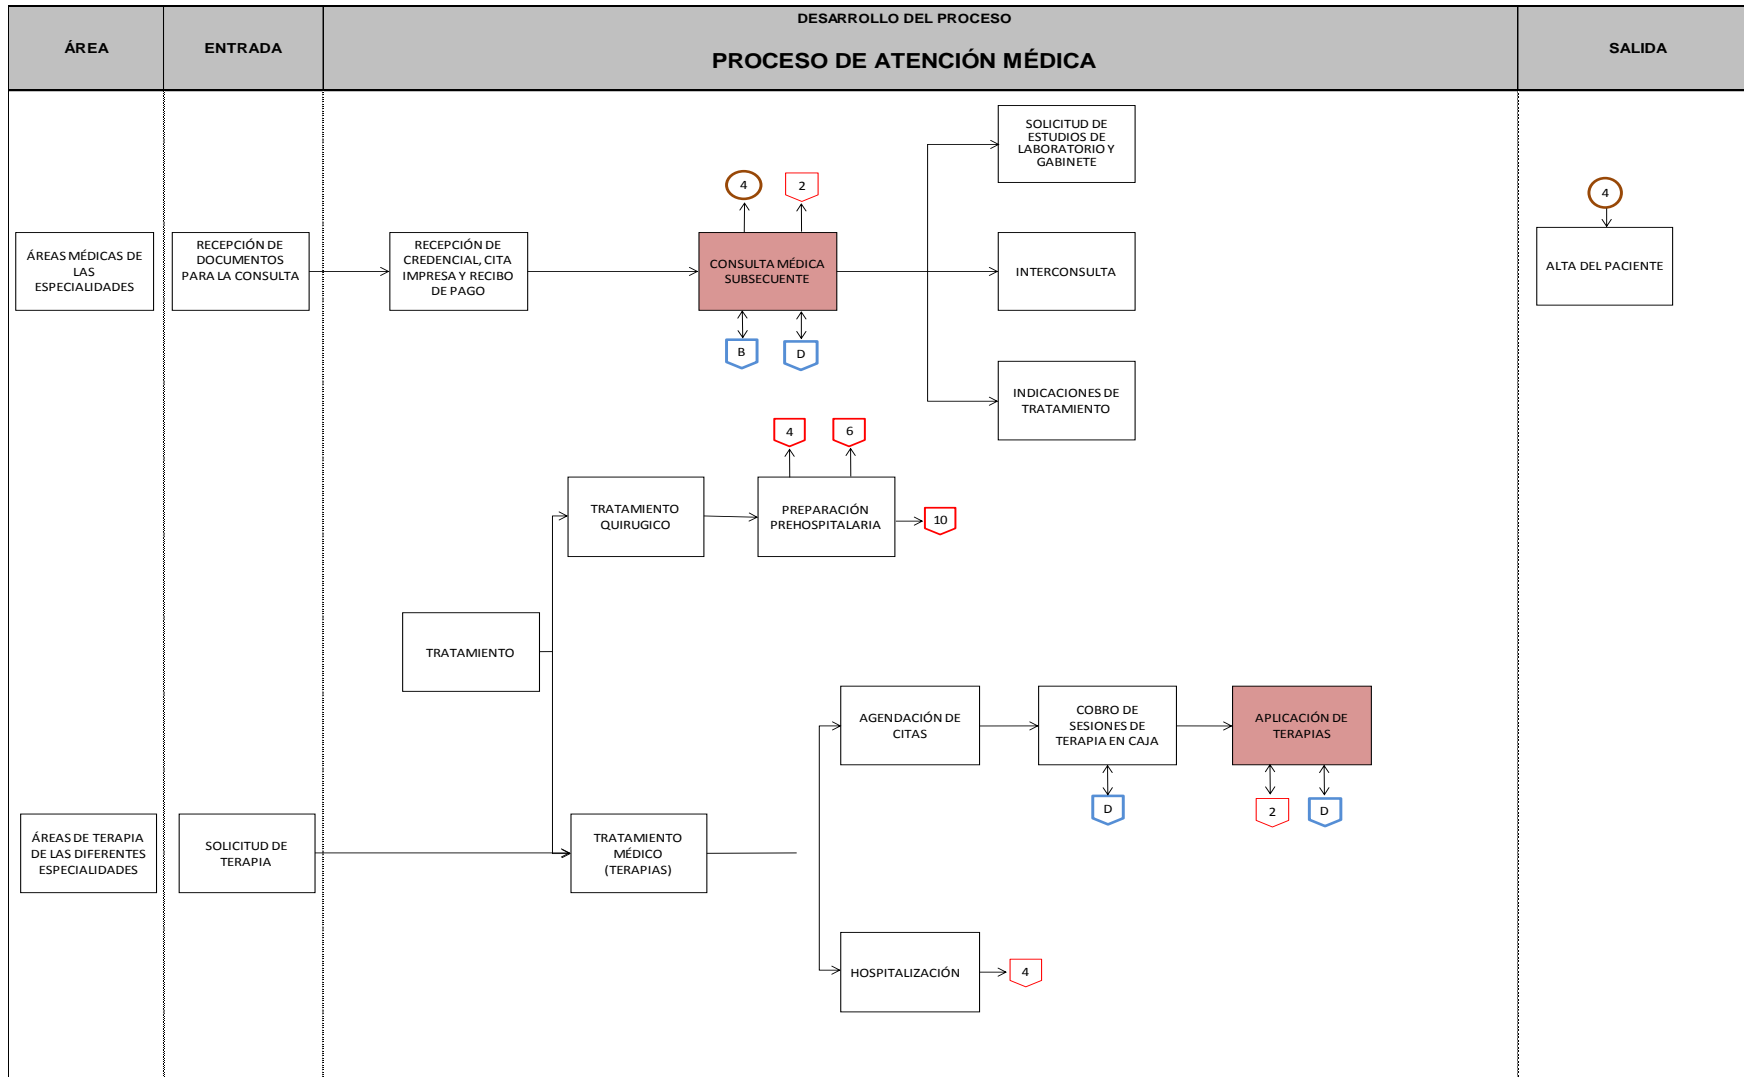 DESARROLLO DEL PROCESO
ÁREA
ENTRADA
PROCESO DE ATENCIÓN MÉDICA
SALIDA
SOLICITUD DE
ESTUDIOS DE
LABORATORIO Y
GABINETE
4
2
4
ÁREAS MÉDICAS DE
LAS
ESPECIALIDADES
RECEPCIÓN DE
DOCUMENTOS
PARA LA CONSULTA
RECEPCIÓN DE
CREDENCIAL, CITA
IMPRESA Y RECIBO
DE PAGO
CONSULTA MÉDICA
SUBSECUENTE
INTERCONSULTA
ALTA DEL PACIENTE
B
D
INDICACIONES DE
TRATAMIENTO
4
6
TRATAMIENTO
QUIRUGICO
PREPARACIÓN
PREHOSPITALARIA
10
TRATAMIENTO
AGENDACIÓN DE
CITAS
COBRO DE
SESIONES DE
TERAPIA EN CAJA
APLICACIÓN DE
TERAPIAS
D
2
D
ÁREAS DE TERAPIA
DE LAS DIFERENTES
ESPECIALIDADES
SOLICITUD DE
TERAPIA
TRATAMIENTO
MÉDICO
(TERAPIAS)
HOSPITALIZACIÓN
4